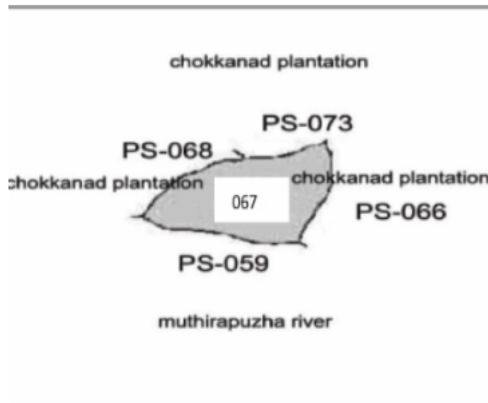 chokkanad plantation
PS-073
PS-068
chokkanad plantation
chokkanad plantation
067
PS-066
PS-059
muthirapuzha river